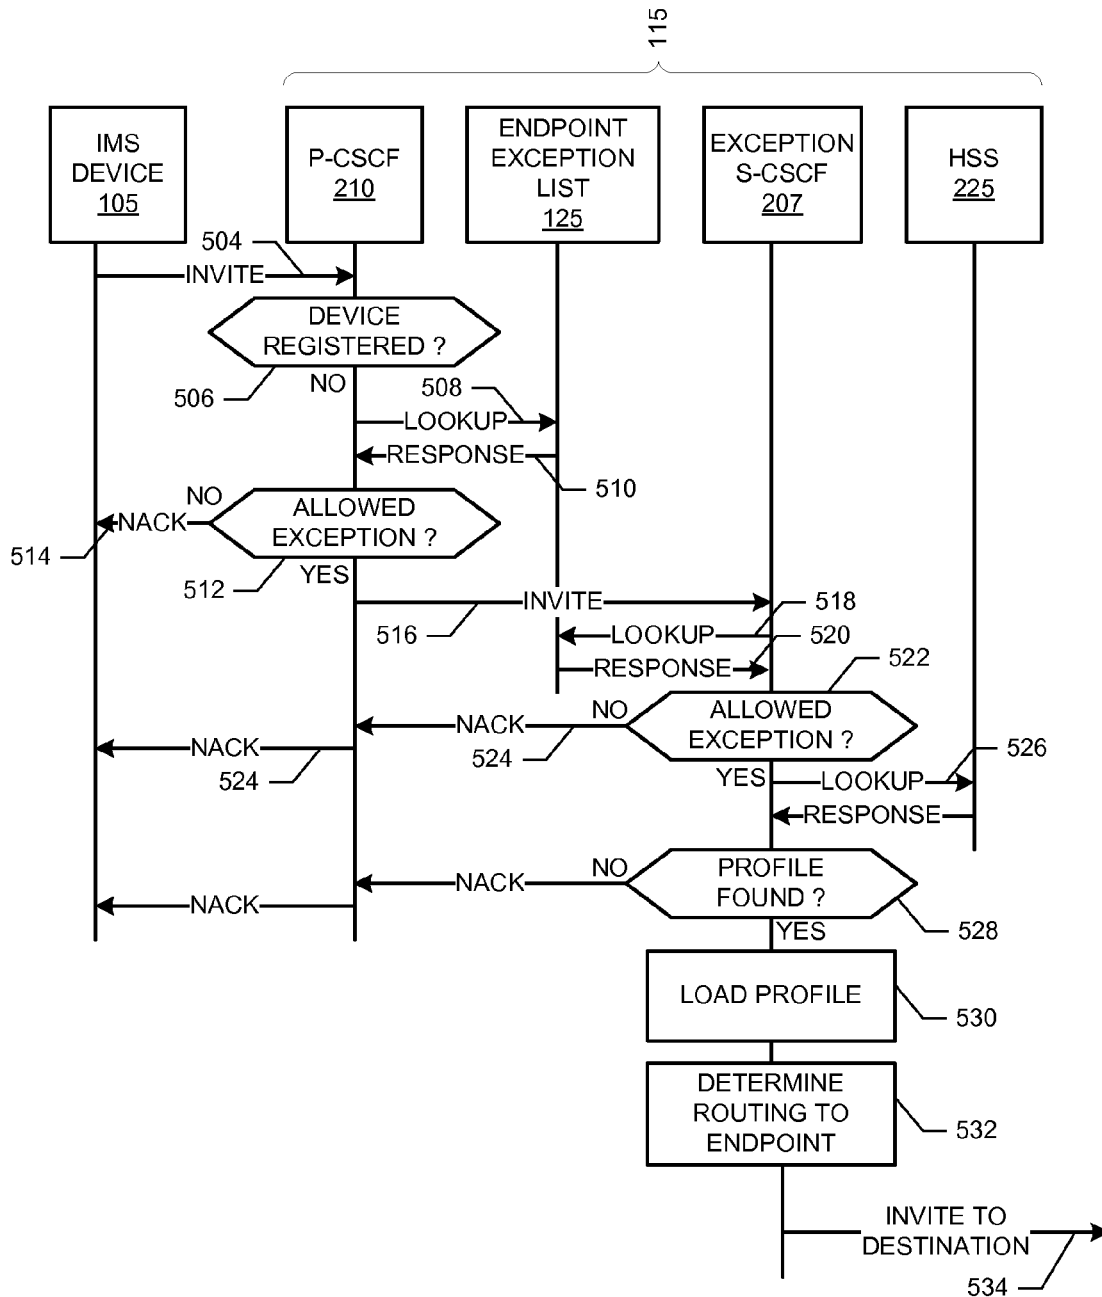 115
IMS
DEVICE
105
P-CSCF
210
ENDPOINT
EXCEPTION
LIST
125
EXCEPTION
S-CSCF
207
HSS
225
504
INVITE
DEVICE
REGISTERED ?
506
NO
508
LOOKUP
RESPONSE
510
NO
ALLOWED
EXCEPTION ?
NACK
514
512
YES
INVITE
516
518
LOOKUP
520
RESPONSE
522
NO
ALLOWED
EXCEPTION ?
NACK
524
NACK
524
YES
526
LOOKUP
RESPONSE
NO
PROFILE
FOUND ?
NACK
NACK
528
YES
LOAD PROFILE
530
DETERMINE
ROUTING TO
ENDPOINT
532
INVITE TO
DESTINATION
534